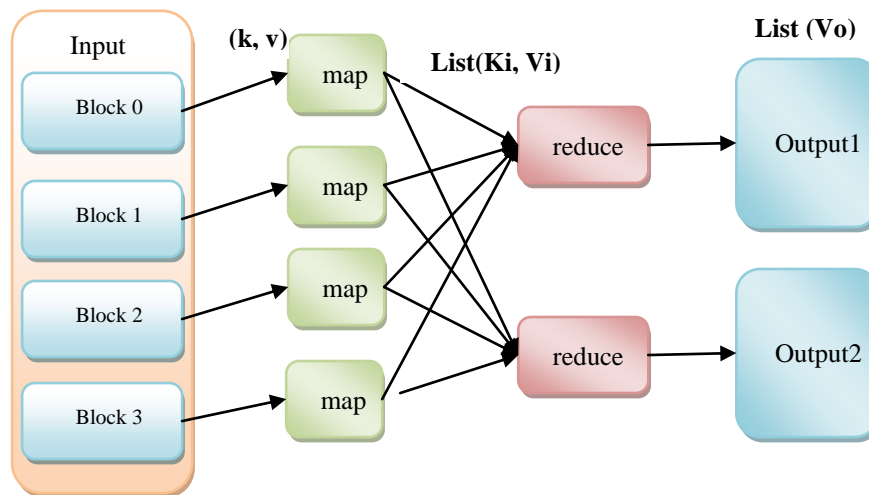 Input
(k, v)
List(Ki, Vi)
List (Vo)
Block 0
Block 1
Block 2
Block 3
map
map
map
map
reduce
reduce
Output1
Output2